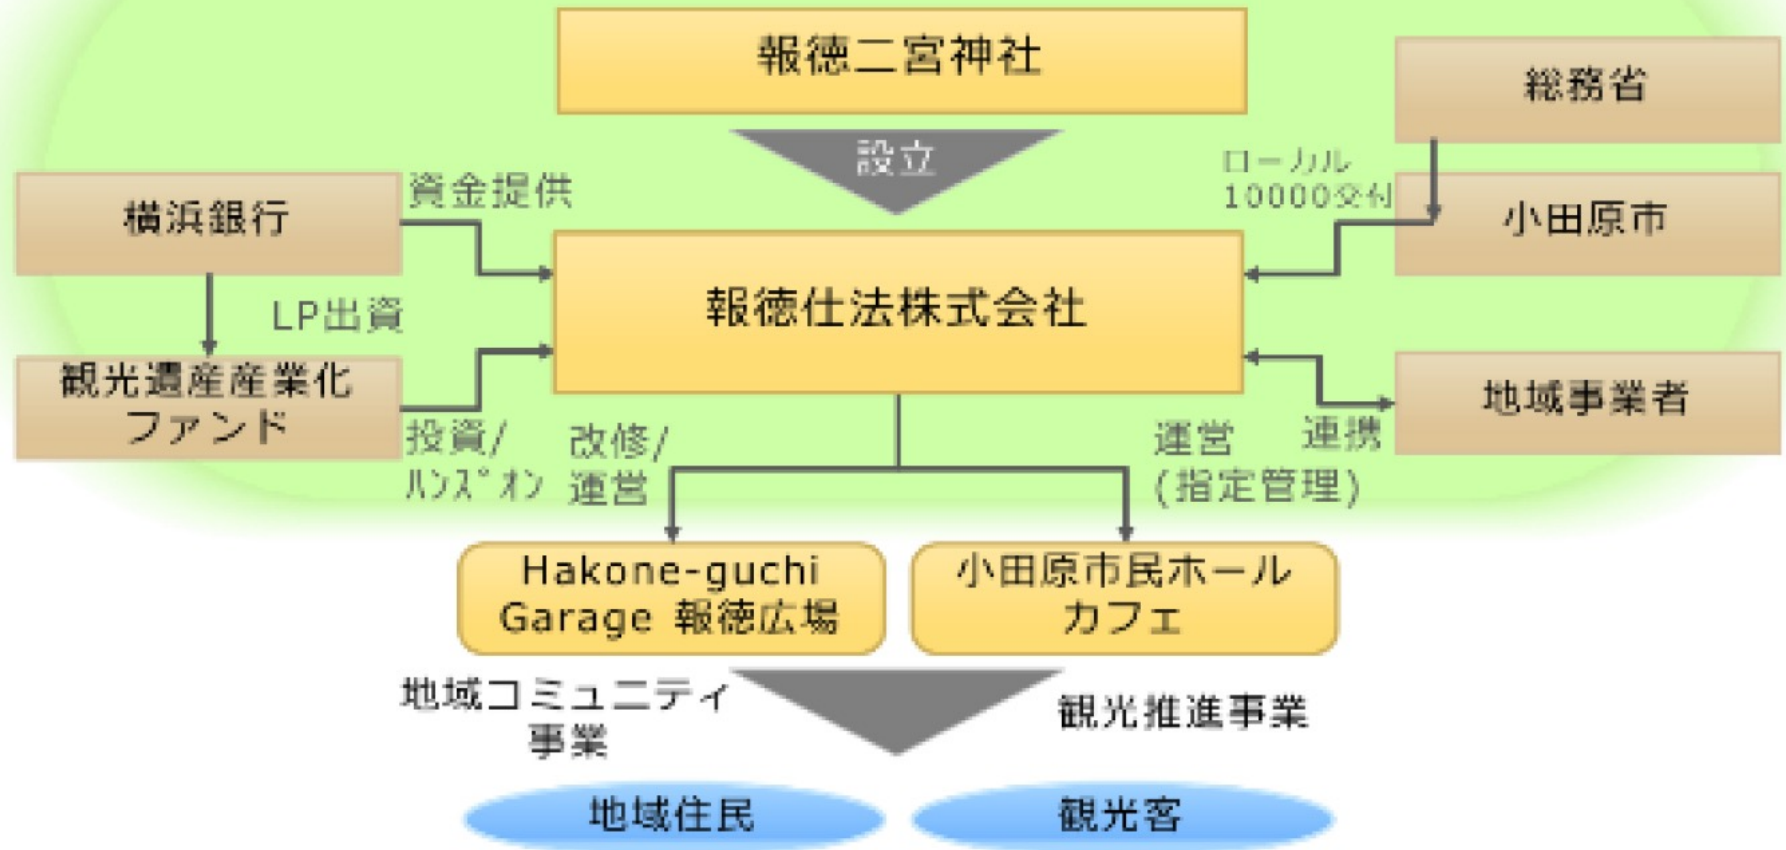 報徳二宮神社
総務省
設立
ローカル
10000交付
横浜銀行
資金提供
小田原市
報徳仕法株式会社
LP出資
観光遺産産業化
ファンド
地域事業者
投資/
ﾊﾝｽﾞｵﾝ
改修/
運営
運営
(指定管理)
連携
Hakone-guchi
Garage 報徳広場
小田原市民ホール
カフェ
地域コミュニティ
事業
観光推進事業
地域住民
観光客